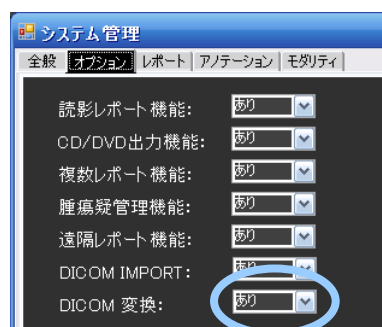 システム管理
全般 オプション レポート アノテーション モダリティ
読影レポート機能: あり
CD/DVD出力機能: あり
複数レポート機能: あり
腫瘍疑管理機能: あり
遠隔レポート機能: あり
DICOM IMPORT: あり
DICOM 変換: あり